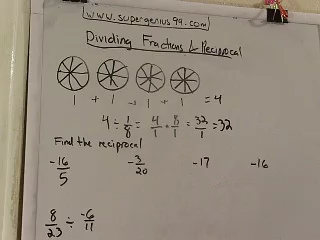 www.supergenius99.com
Dividing Fractions & Reciprocal
1 + 1 + 1 + 1 = 4
4 ÷ 1/8 = 4/1 × 8/1 = 32/1 = 32
Find the reciprocal
-16/5 -3/20 -17 -16
8/23 ÷ -6/11